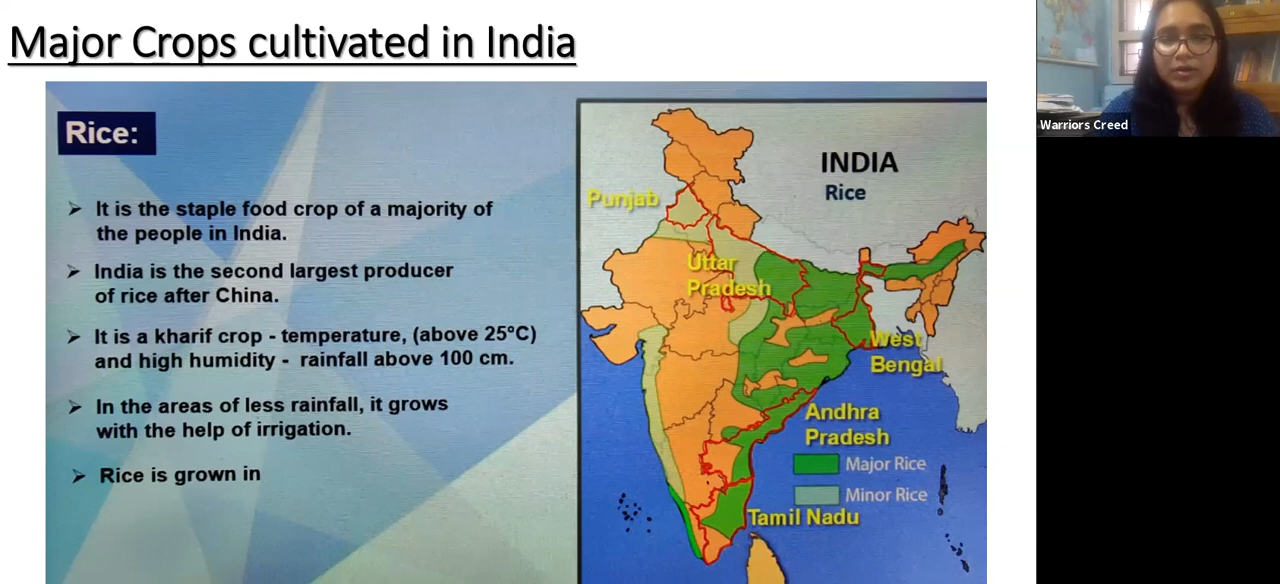 Major Crops cultivated in India
Warriors Creed
Rice:
➢ It is the staple food crop of a majority of
the people in India.
➢ India is the second largest producer
of rice after China.
➢ It is a kharif crop - temperature, (above 25ºC)
and high humidity - rainfall above 100 cm.
➢ In the areas of less rainfall, it grows
with the help of irrigation.
➢ Rice is grown in
INDIA
Rice
Punjab
Uttar
Pradesh
West
Bengal
Andhra
Pradesh
Major Rice
Minor Rice
Tamil Nadu